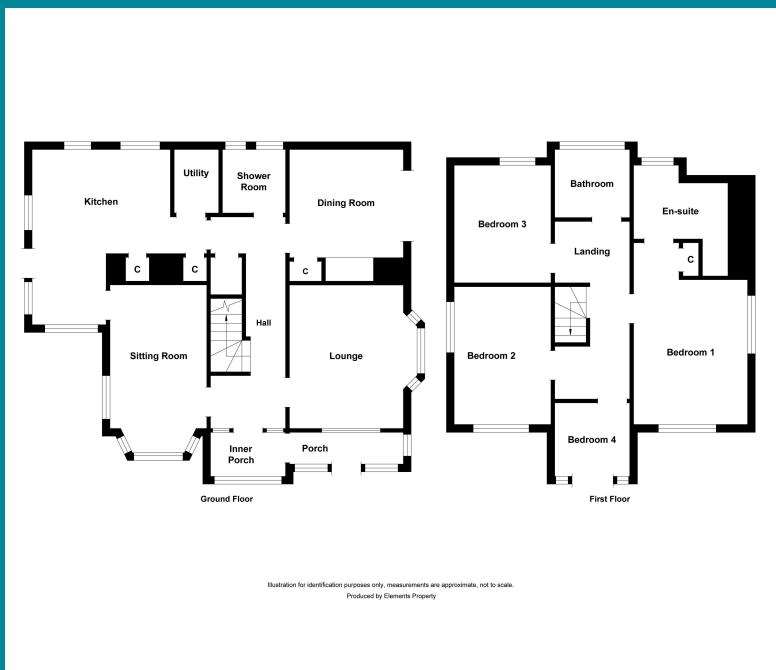 Kitchen
Utility
Shower
Room
Dining Room
C
C
C
Hall
Sitting Room
Lounge
Inner
Porch
Porch
Ground Floor
Bathroom
Bedroom 3
En-suite
Landing
C
Bedroom 2
Bedroom 1
Bedroom 4
First Floor
Illustration for identification purposes only, measurements are approximate, not to scale.
Produced by Elements Property